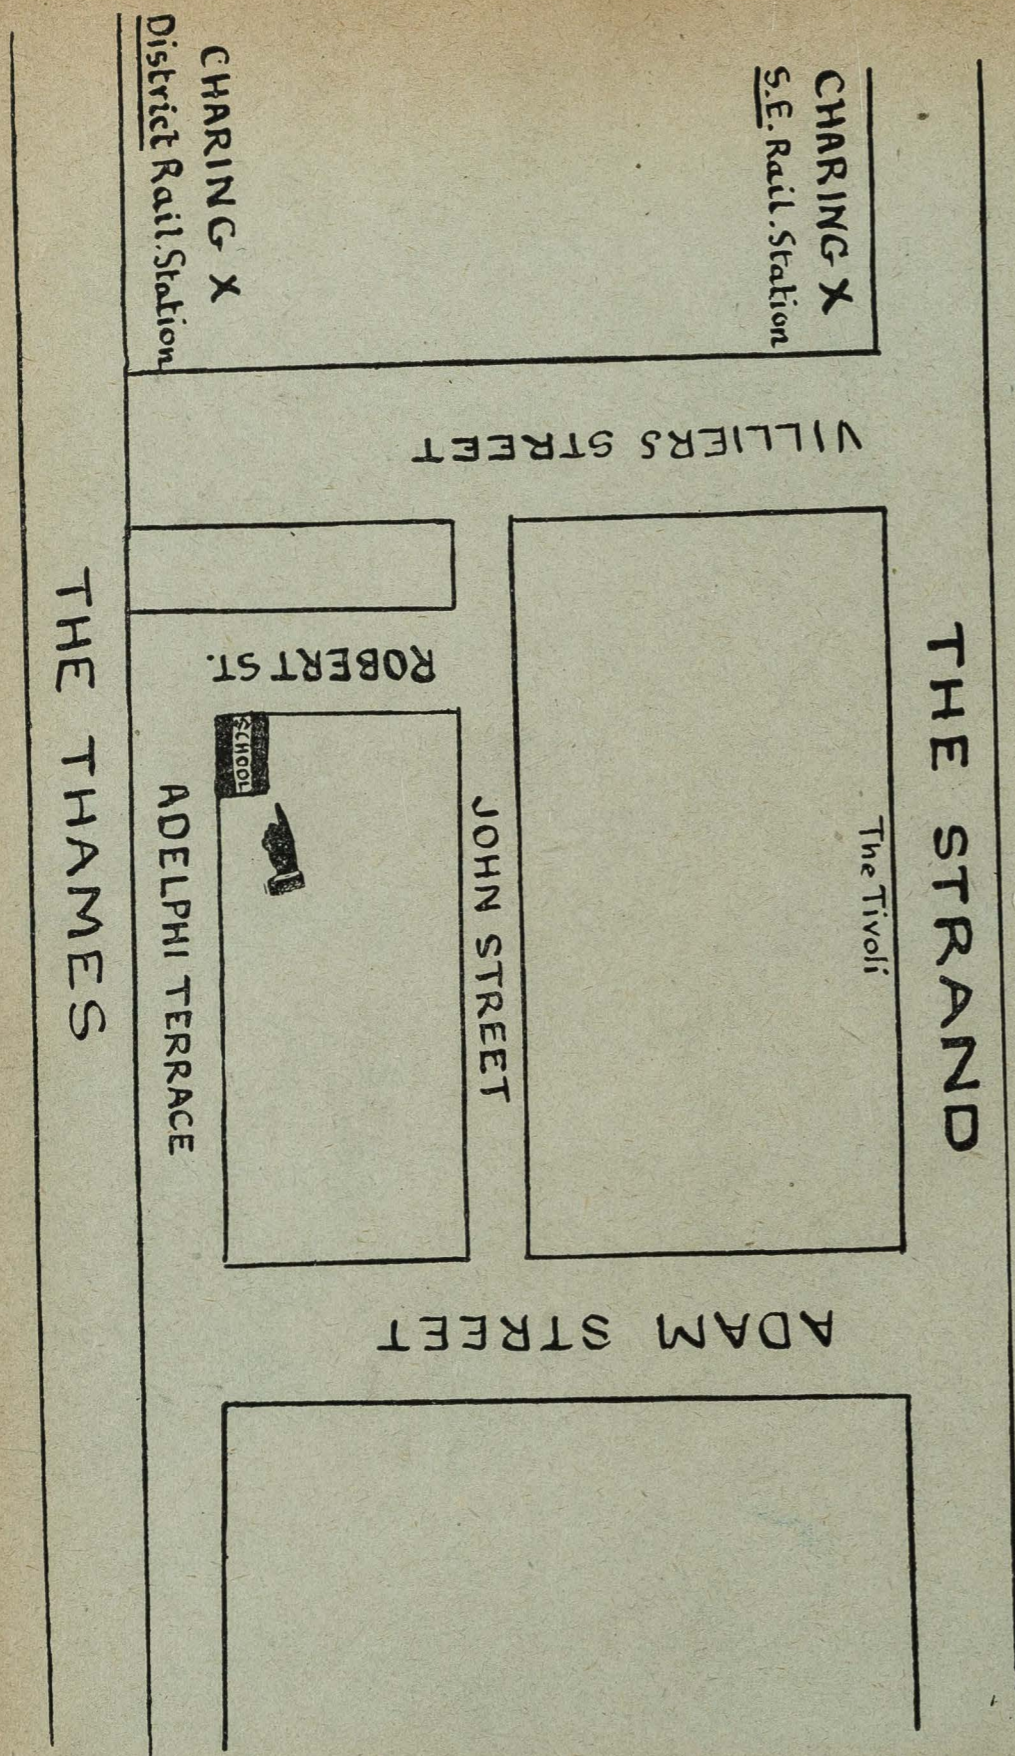 THE STRAND
CHARING X
S.E. Rail. Station
The Tivoli
VILLIERS STREET
JOHN STREET
ADAM STREET
ROBERT ST.
SCHOOL
CHARING X
District Rail. Station
ADELPHI TERRACE
THE THAMES